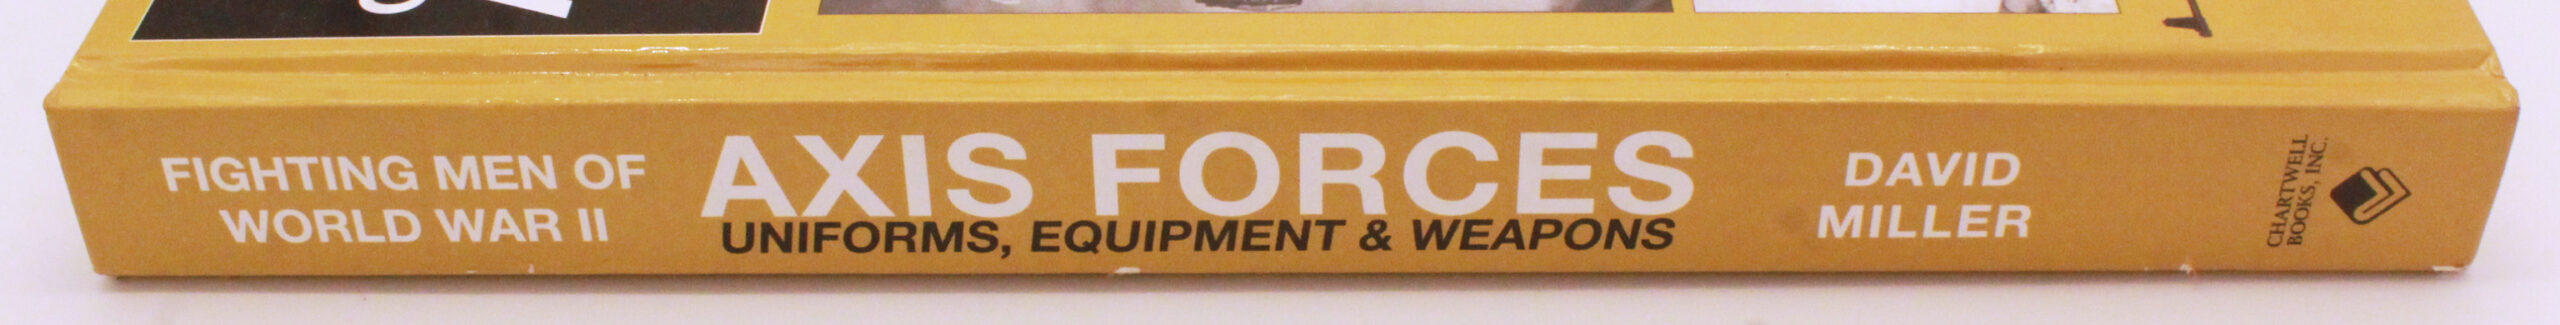 FIGHTING MEN OF
WORLD WAR II
AXIS FORCES
UNIFORMS, EQUIPMENT & WEAPONS
DAVID
MILLER
CHARTWELL
BOOKS, INC.